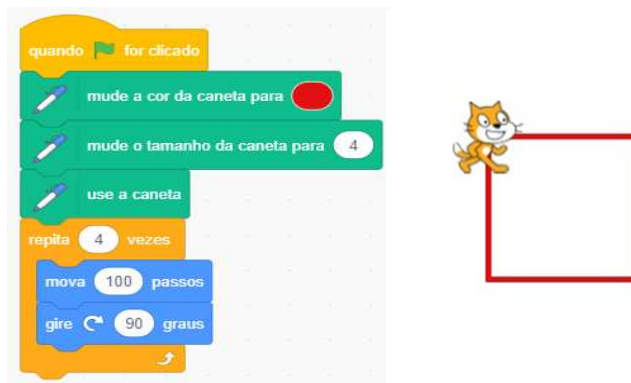 quando for clicado
mude a cor da caneta para
mude o tamanho da caneta para 4
use a caneta
repita 4 vezes
mova 100 passos
gire 90 graus